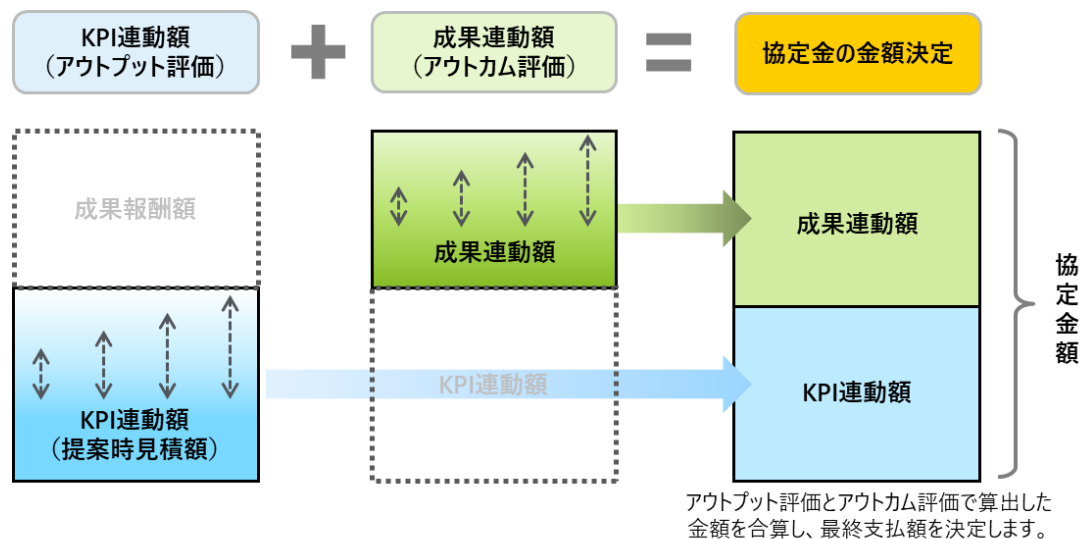 KPI連動額
（アウトプット評価）
+
成果連動額
（アウトカム評価）
=
協定金の金額決定
成果報酬額
KPI連動額
（提案時見積額）
成果連動額
KPI連動額
成果連動額
KPI連動額
協定金額
アウトプット評価とアウトカム評価で算出した
金額を合算し、最終支払額を決定します。